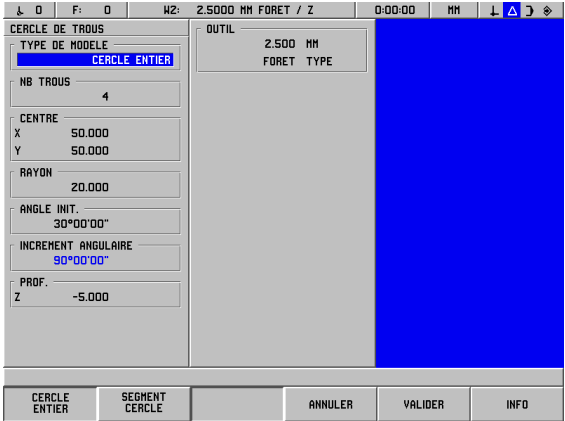 0 F: 0 W2: 2.5000 MM FORET / Z 0:00:00 MM
CERCLE DE TROUS
TYPE DE MODELE
CERCLE ENTIER
NB TROUS
4
CENTRE
X 50.000
Y 50.000
RAYON
20.000
ANGLE INIT.
30°00'00"
INCREMENT ANGULAIRE
90°00'00"
PROF.
Z -5.000
OUTIL
2.500 MM
FORET TYPE
CERCLE ENTIER
SEGMENT CERCLE
ANNULER
VALIDER
INFO